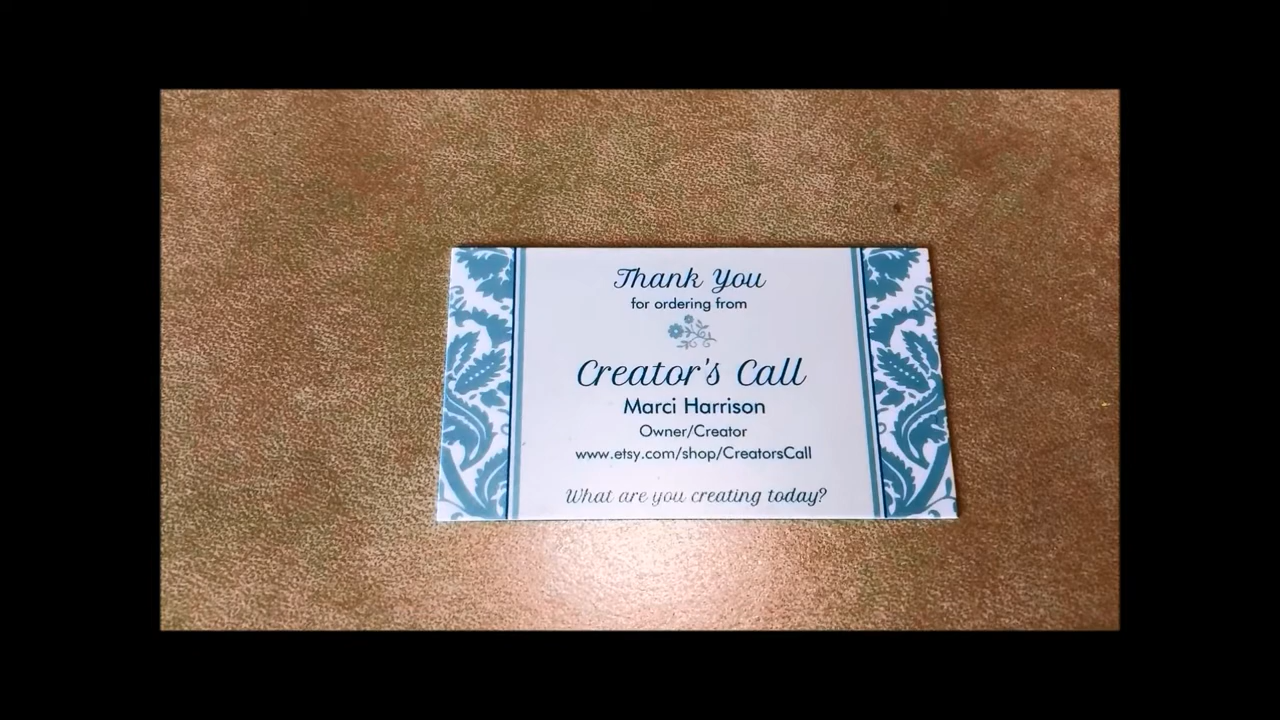 Thank You
for ordering from
Creator's Call
Marci Harrison
Owner/Creator
www.etsy.com/shop/CreatorsCall
What are you creating today?